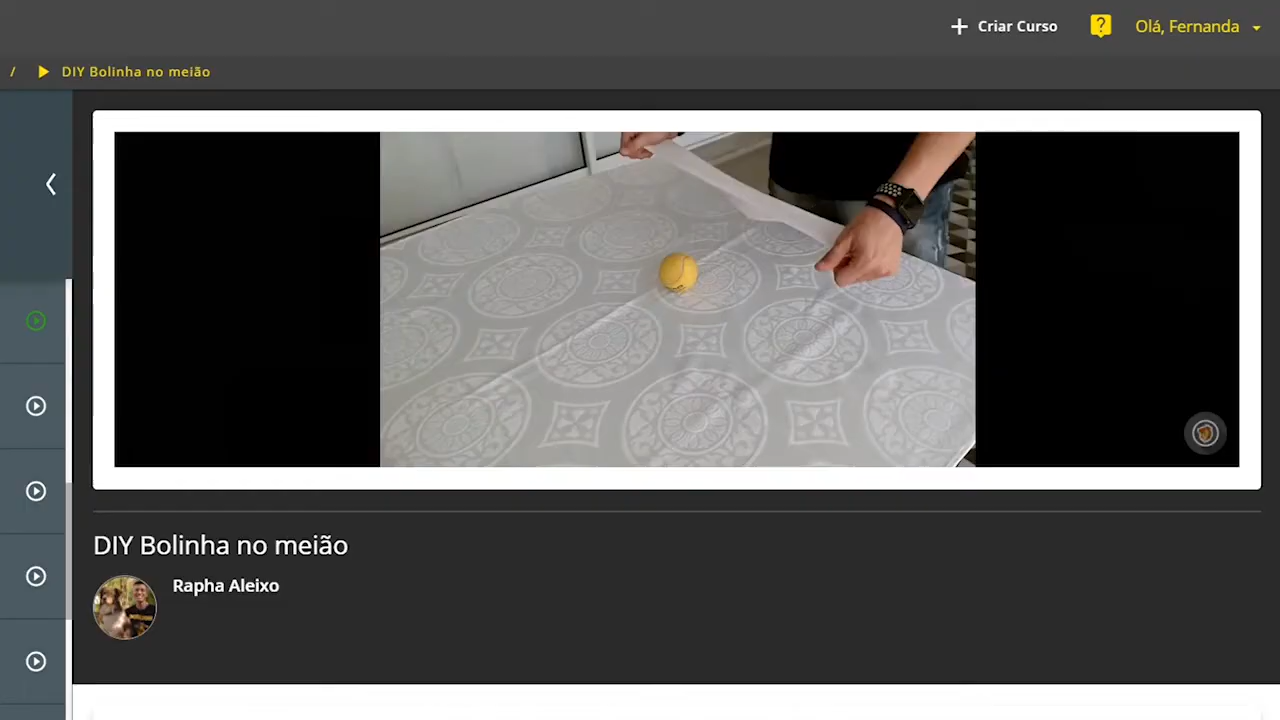 Criar Curso
?
Olá, Fernanda
/ DIY Bolinha no meião
DIY Bolinha no meião
Rapha Aleixo